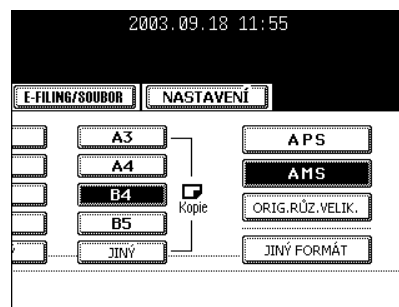 2003.09.18 11:55
E-FILING/SOUBOR NASTAVENÍ
A3 APS
A4 AMS
B4 Kopie ORIG.RŮZ.VELIK.
B5
JINÝ JINÝ FORMÁT